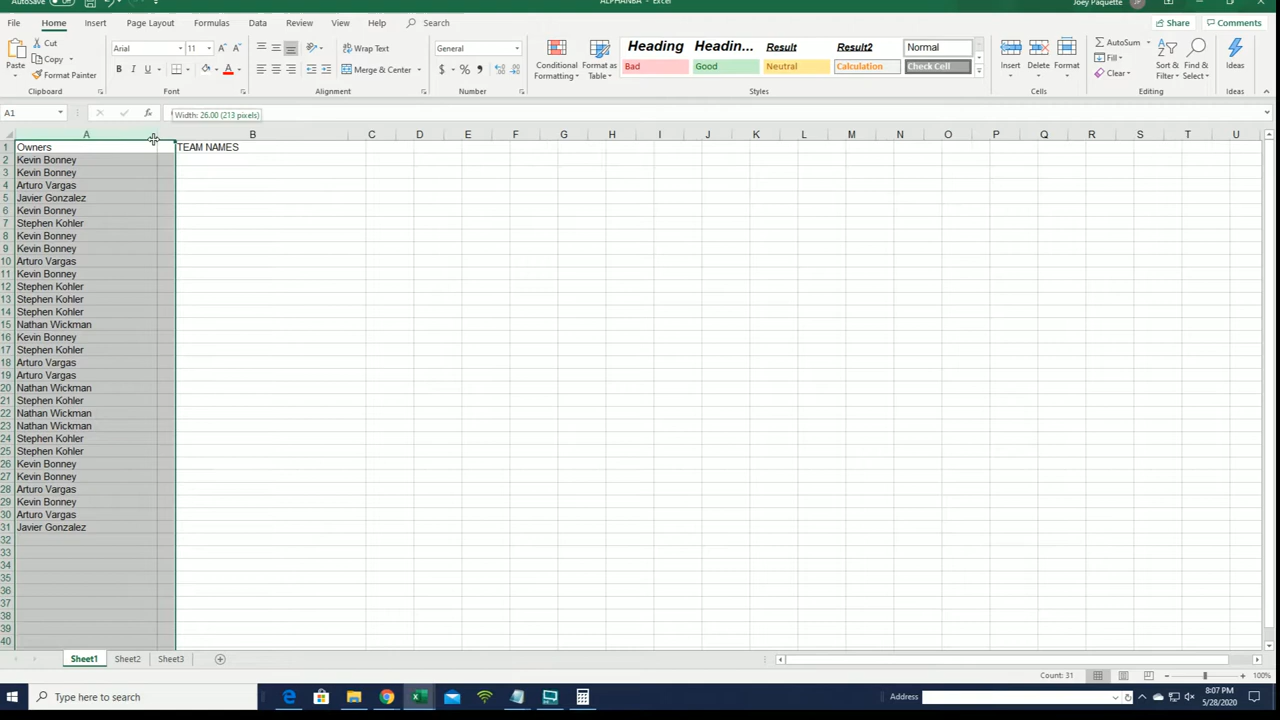 AutoSave Off ALPHANBA - Excel Joey Paquette JP
File Home Insert Page Layout Formulas Data Review View Help Search Share Comments
Paste Cut Copy Format Painter
Arial 11 A A
B I U A
Wrap Text
Merge & Center
General
$ % 9
Conditional Formatting Format as Table
Heading Headin... Result Result2 Normal
Bad Good Neutral Calculation Check Cell
Insert Delete Format
AutoSum Fill Clear
Sort & Filter Find & Select Ideas
Clipboard Font Alignment Number Styles Cells Editing Ideas
A1 fx Width: 26.00 (213 pixels)
A B C D E F G H I J K L M N O P Q R S T U
1 Owners TEAM NAMES
2 Kevin Bonney
3 Kevin Bonney
4 Arturo Vargas
5 Javier Gonzalez
6 Kevin Bonney
7 Stephen Kohler
8 Kevin Bonney
9 Kevin Bonney
10 Arturo Vargas
11 Kevin Bonney
12 Stephen Kohler
13 Stephen Kohler
14 Stephen Kohler
15 Nathan Wickman
16 Kevin Bonney
17 Stephen Kohler
18 Arturo Vargas
19 Arturo Vargas
20 Nathan Wickman
21 Stephen Kohler
22 Nathan Wickman
23 Nathan Wickman
24 Stephen Kohler
25 Stephen Kohler
26 Kevin Bonney
27 Kevin Bonney
28 Arturo Vargas
29 Kevin Bonney
30 Arturo Vargas
31 Javier Gonzalez
32
33
34
35
36
37
38
39
40
Sheet1 Sheet2 Sheet3
Count: 31 100%
Type here to search Address 8:07 PM
5/28/2020